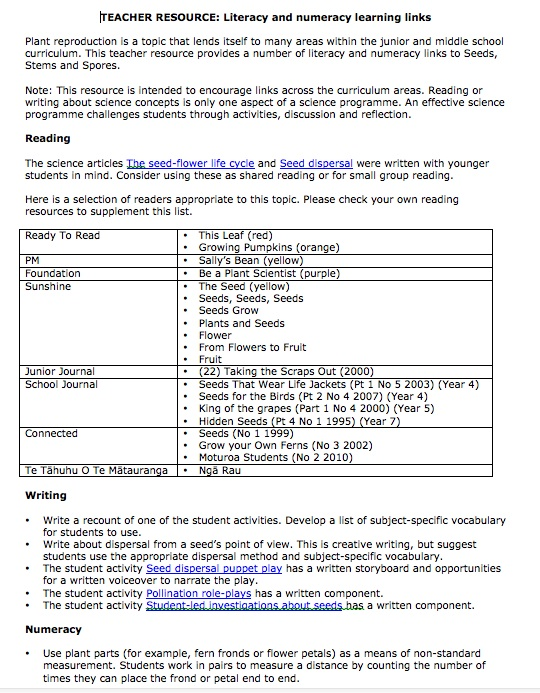 TEACHER RESOURCE: Literacy and numeracy learning links
Plant reproduction is a topic that lends itself to many areas within the junior and middle school
curriculum. This teacher resource provides a number of literacy and numeracy links to Seeds,
Stems and Spores.
Note: This resource is intended to encourage links across the curriculum areas. Reading or
writing about science concepts is only one aspect of a science programme. An effective science
programme challenges students through activities, discussion and reflection.
Reading
The science articles The seed-flower life cycle and Seed dispersal were written with younger
students in mind. Consider using these as shared reading or for small group reading.
Here is a selection of readers appropriate to this topic. Please check your own reading
resources to supplement this list.
Ready To Read
• This Leaf (red)
• Growing Pumpkins (orange)
PM
• Sally's Bean (yellow)
Foundation
• Be a Plant Scientist (purple)
Sunshine
• The Seed (yellow)
• Seeds, Seeds, Seeds
• Seeds Grow
• Plants and Seeds
• Flower
• From Flowers to Fruit
• Fruit
Junior Journal
• (22) Taking the Scraps Out (2000)
School Journal
• Seeds That Wear Life Jackets (Pt 1 No 5 2003) (Year 4)
• Seeds for the Birds (Pt 2 No 4 2007) (Year 4)
• King of the grapes (Part 1 No 4 2000) (Year 5)
• Hidden Seeds (Pt 4 No 1 1995) (Year 7)
Connected
• Seeds (No 1 1999)
• Grow your Own Ferns (No 3 2002)
• Moturoa Students (No 2 2010)
Te Tāhuhu O Te Mātauranga
• Ngā Rau
Writing
• Write a recount of one of the student activities. Develop a list of subject-specific vocabulary
for students to use.
• Write about dispersal from a seed's point of view. This is creative writing, but suggest
students use the appropriate dispersal method and subject-specific vocabulary.
• The student activity Seed dispersal puppet play has a written storyboard and opportunities
for a written voiceover to narrate the play.
• The student activity Pollination role-plays has a written component.
• The student activity Student-led investigations about seeds has a written component.
Numeracy
• Use plant parts (for example, fern fronds or flower petals) as a means of non-standard
measurement. Students work in pairs to measure a distance by counting the number of
times they can place the frond or petal end to end.